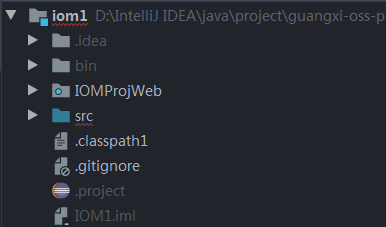 iom1 D:\IntelliJ IDEA\java\project\guangxi-oss-p
.idea
bin
IOMProjWeb
src
.classpath1
.gitignore
.project
IOM1.iml